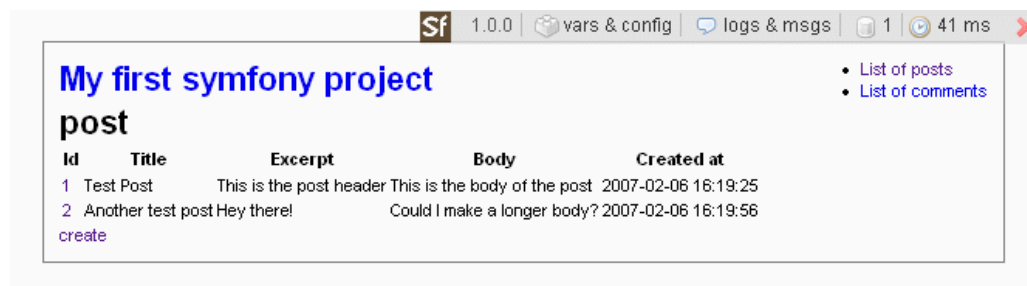 Sf 1.0.0 vars & config logs & msgs 1 41 ms
My first symfony project
List of posts
List of comments
post
Id Title Excerpt Body Created at
1 Test Post This is the post header This is the body of the post 2007-02-06 16:19:25
2 Another test post Hey there! Could I make a longer body? 2007-02-06 16:19:56
create